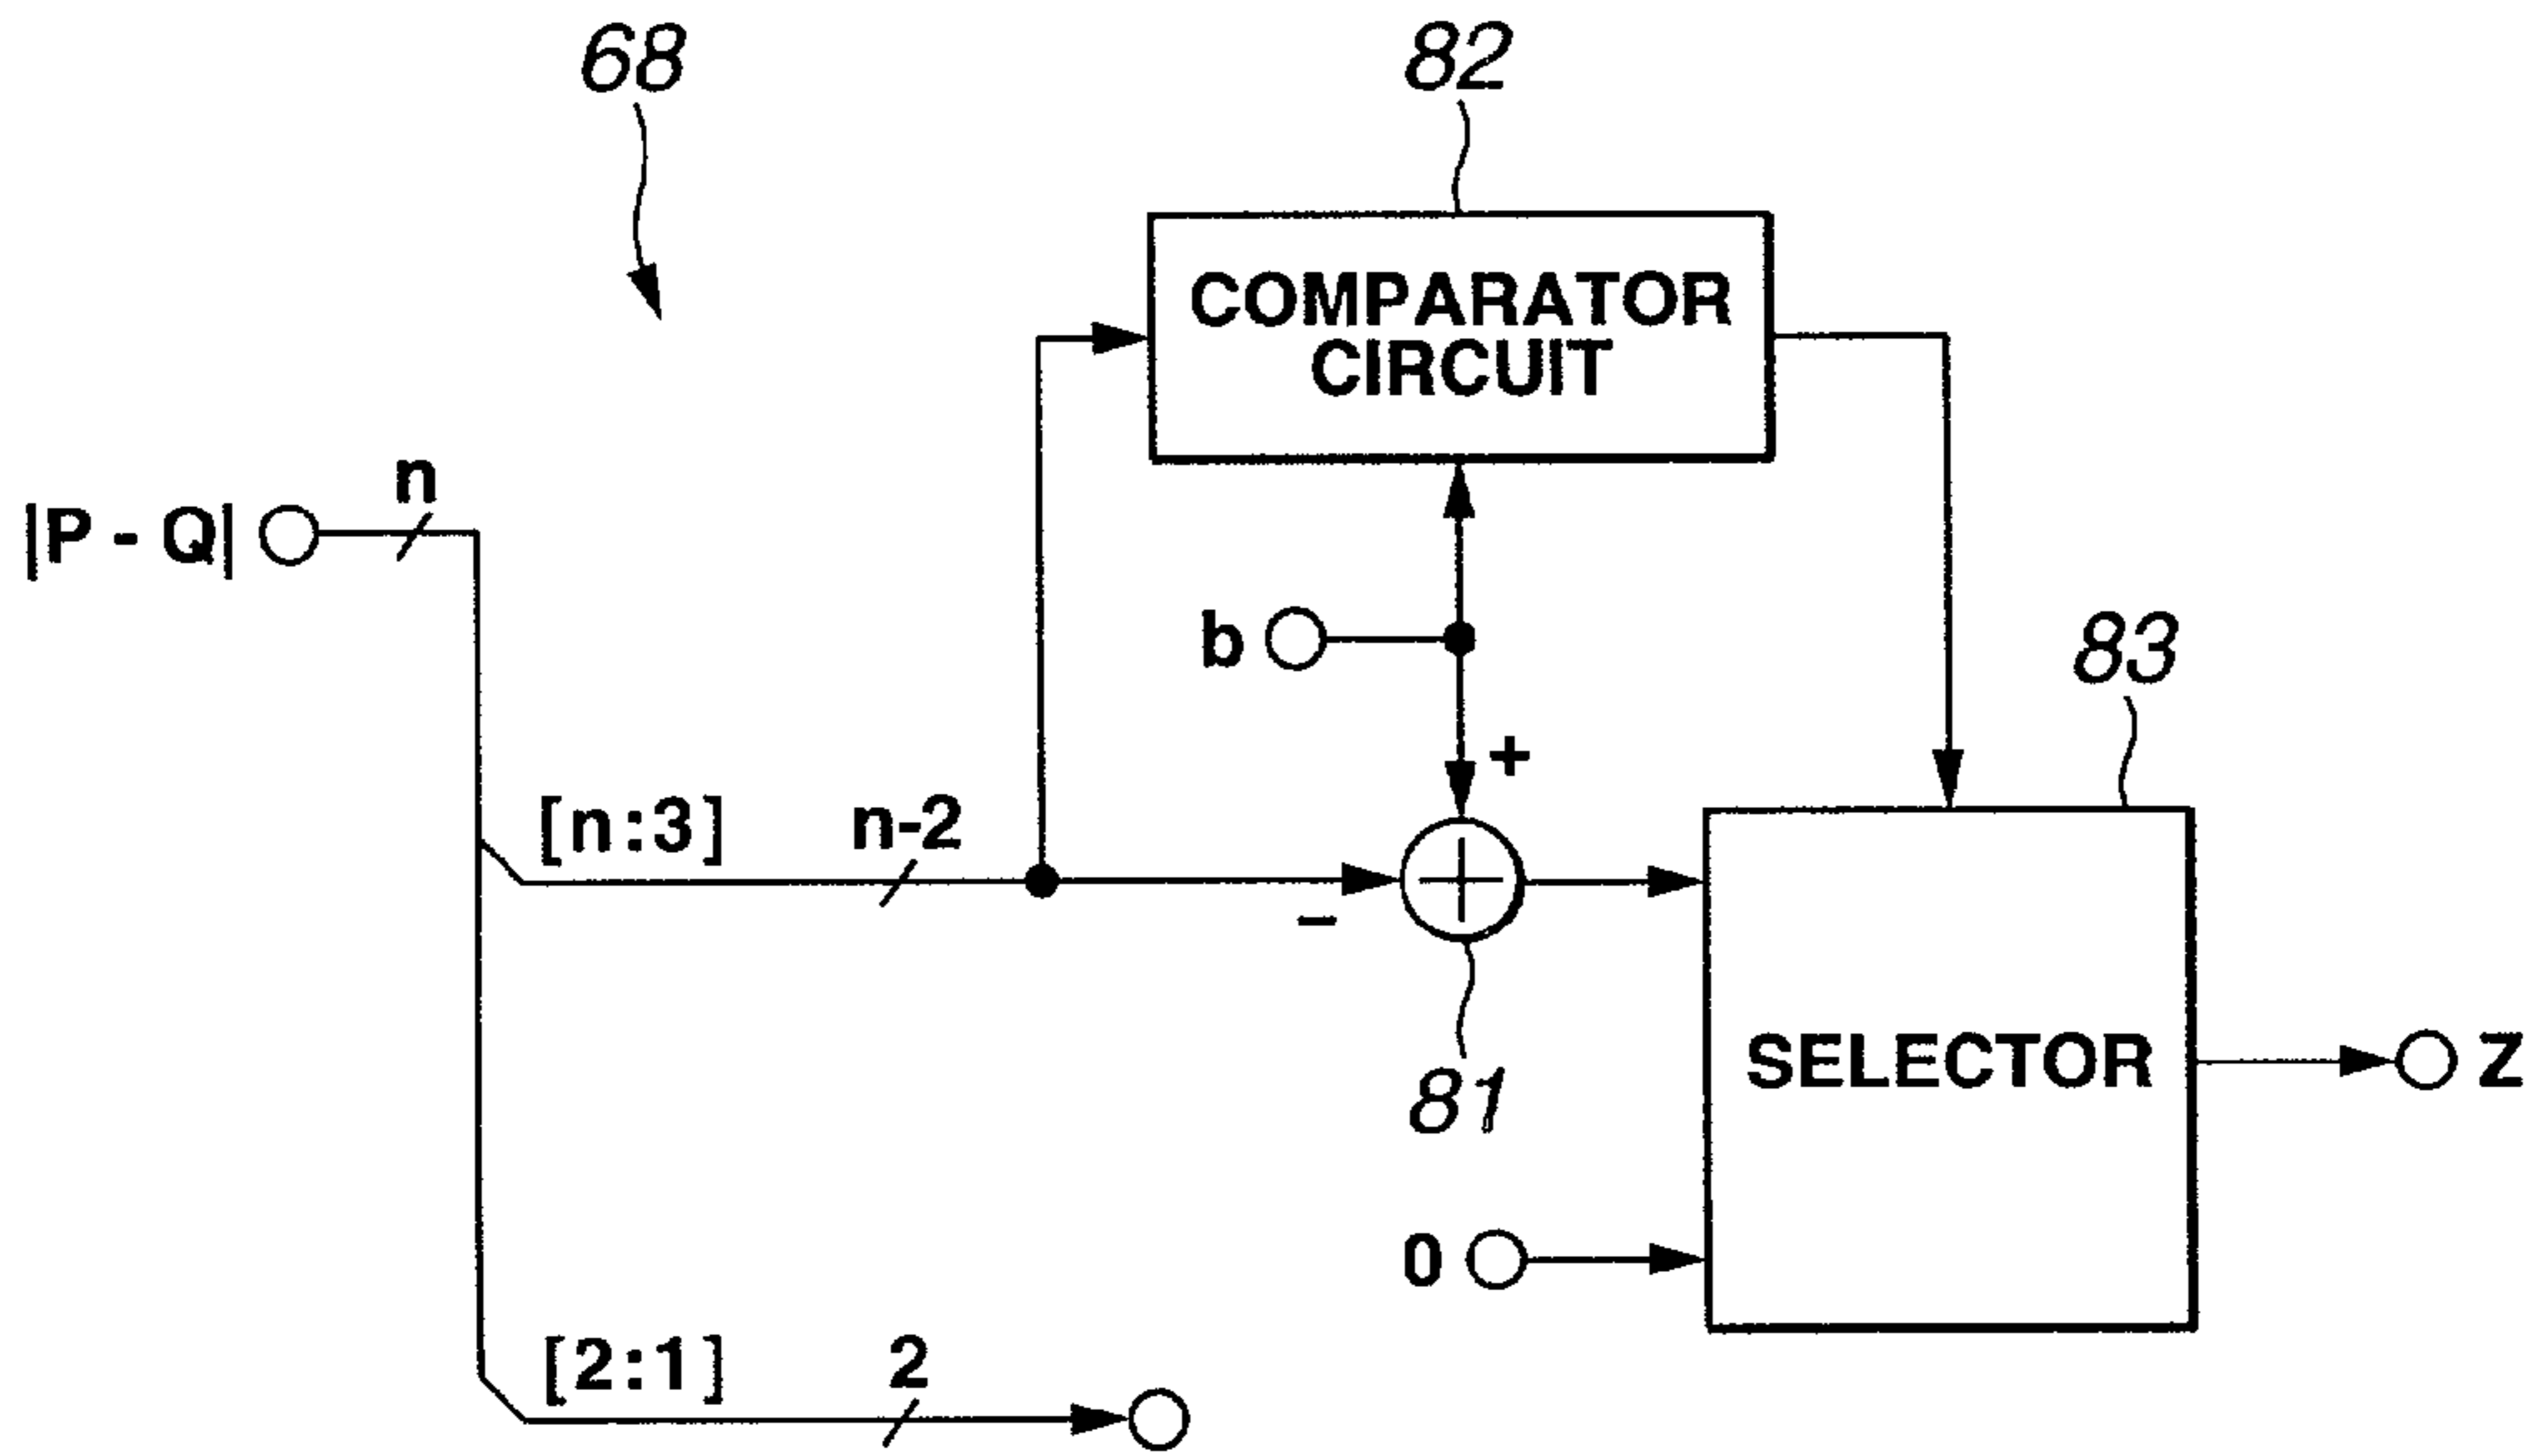 68
82
COMPARATOR
CIRCUIT
n
|P - Q|
b
83
+
[n:3]
n-2
−
81
SELECTOR
Z
0
[2:1]
2